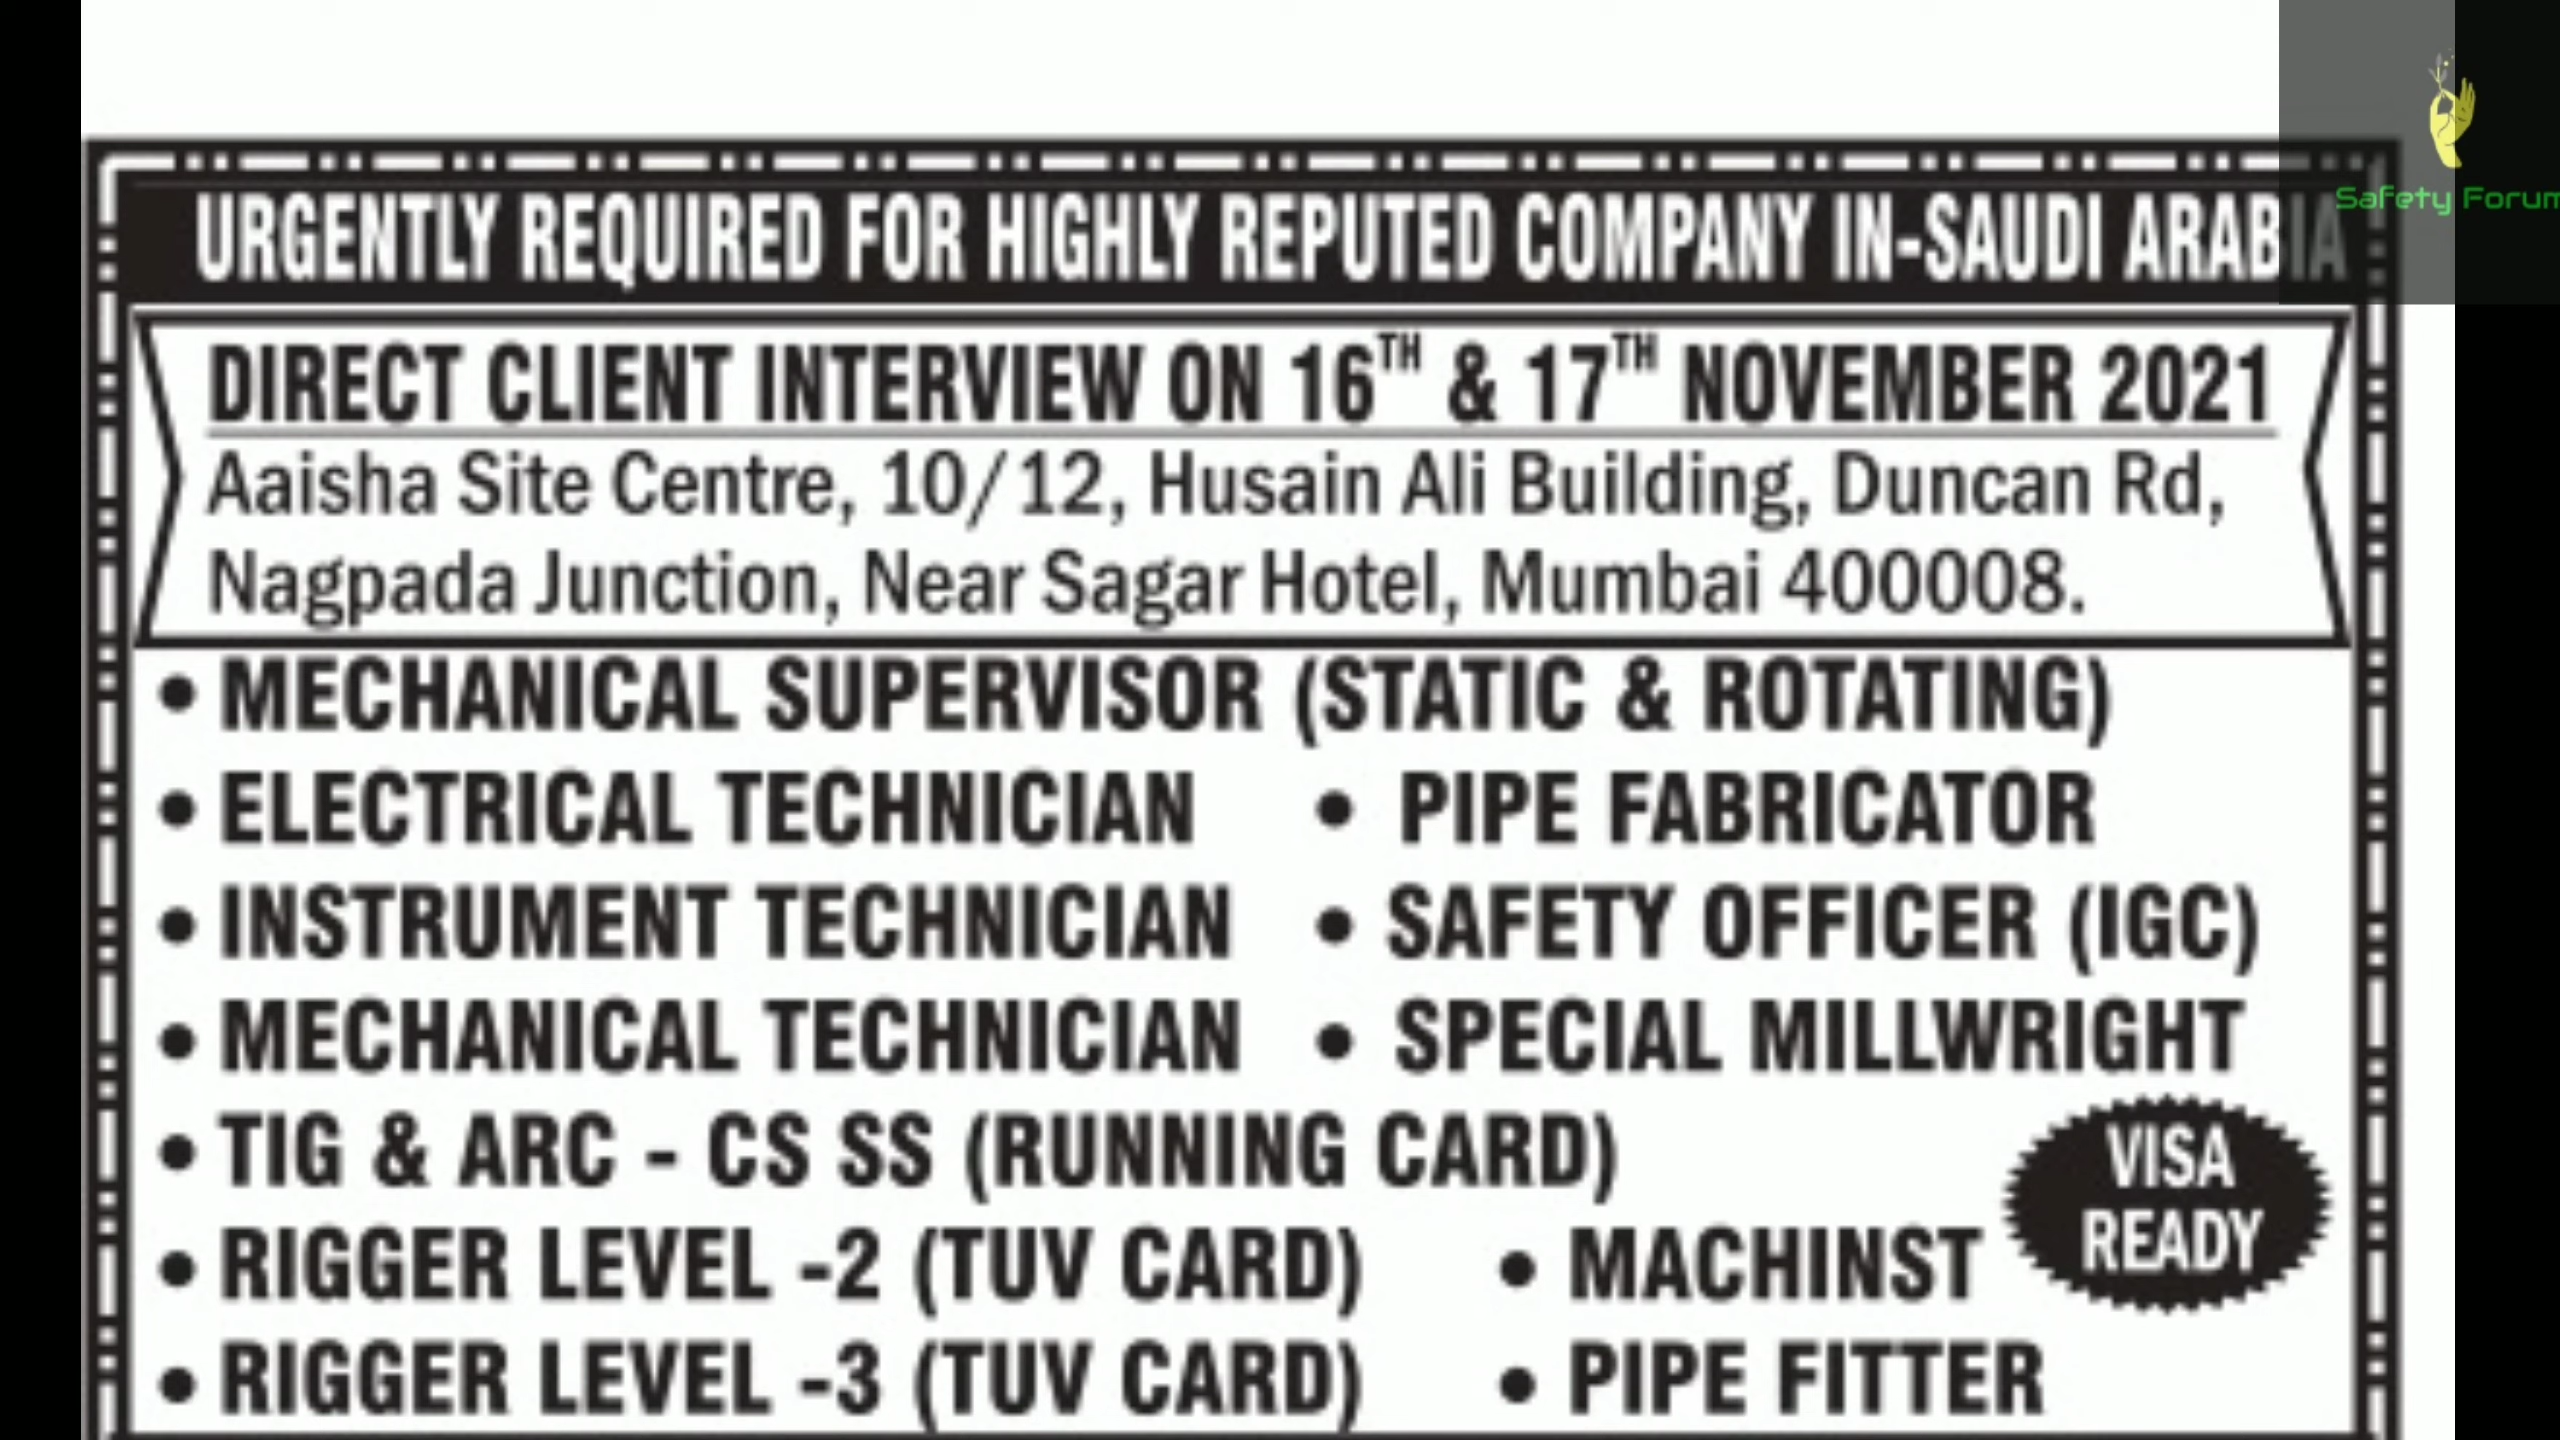 Safety Forum
URGENTLY REQUIRED FOR HIGHLY REPUTED COMPANY IN-SAUDI ARABIA
DIRECT CLIENT INTERVIEW ON 16TH & 17TH NOVEMBER 2021
Aaisha Site Centre, 10/12, Husain Ali Building, Duncan Rd,
Nagpada Junction, Near Sagar Hotel, Mumbai 400008.
• MECHANICAL SUPERVISOR (STATIC & ROTATING)
• ELECTRICAL TECHNICIAN • PIPE FABRICATOR
• INSTRUMENT TECHNICIAN • SAFETY OFFICER (IGC)
• MECHANICAL TECHNICIAN • SPECIAL MILLWRIGHT
• TIG & ARC - CS SS (RUNNING CARD)
VISA
READY
• RIGGER LEVEL -2 (TUV CARD) • MACHINST
• RIGGER LEVEL -3 (TUV CARD) • PIPE FITTER